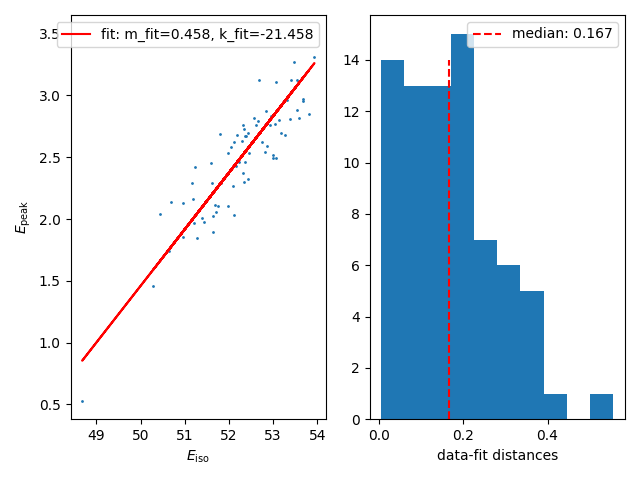 fit: m_fit=0.458, k_fit=-21.458
3.5
3.0
2.5
2.0
1.5
1.0
0.5
E_peak
49 50 51 52 53 54
E_iso
median: 0.167
14
12
10
8
6
4
2
0
0.0 0.2 0.4
data-fit distances